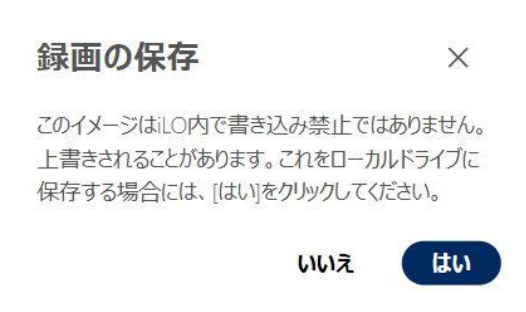 録画の保存
このイメージはiLO内で書き込み禁止ではありません。
上書きされることがあります。これをローカルドライブに
保存する場合には、[はい]をクリックしてください。
いいえ
はい